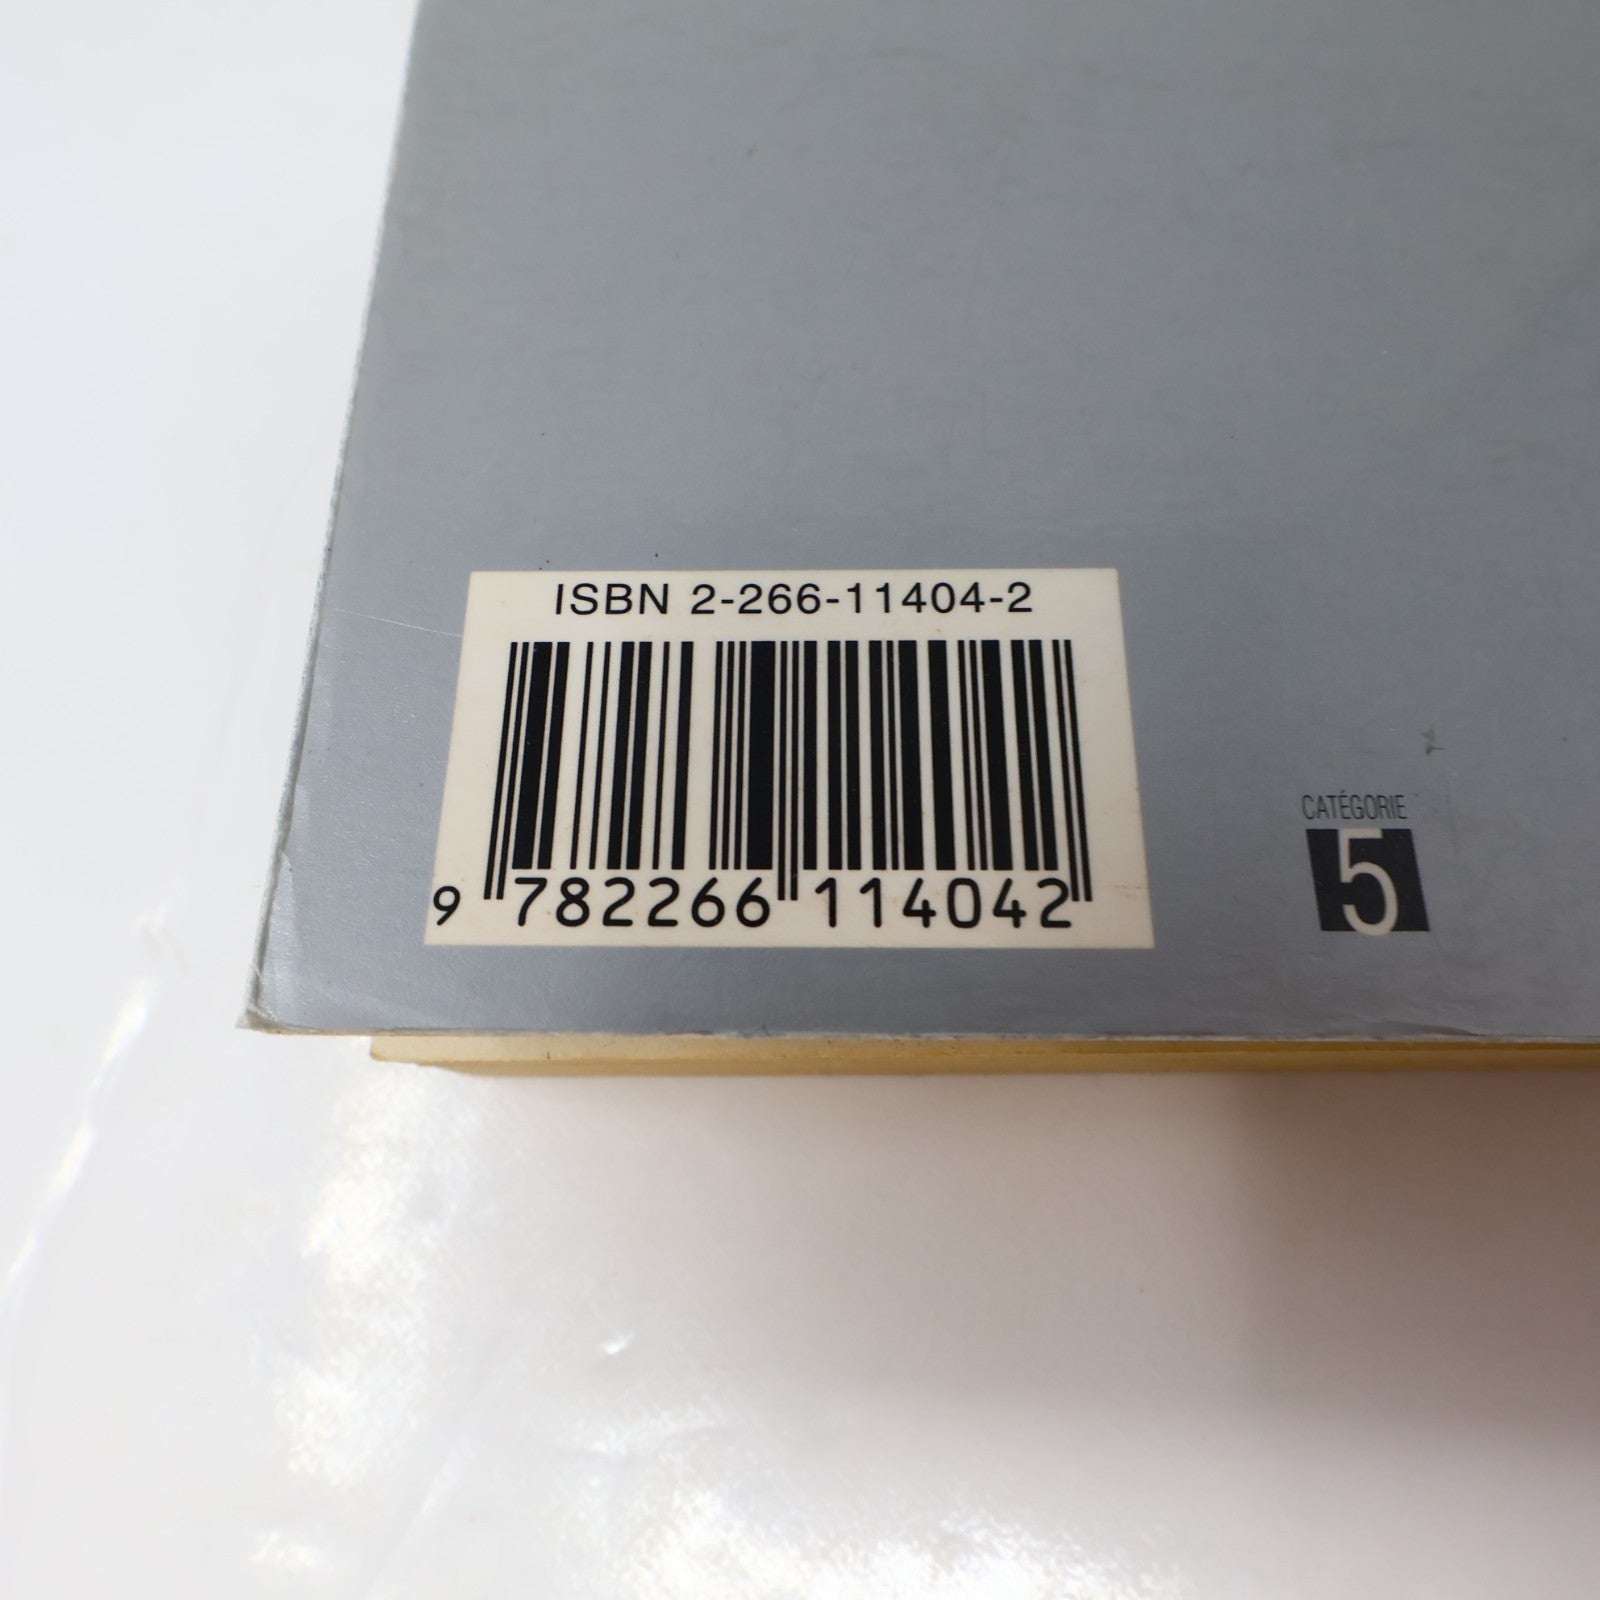 ISBN 2-266-11404-2
9 782266 114042
CATÉGORIE
5